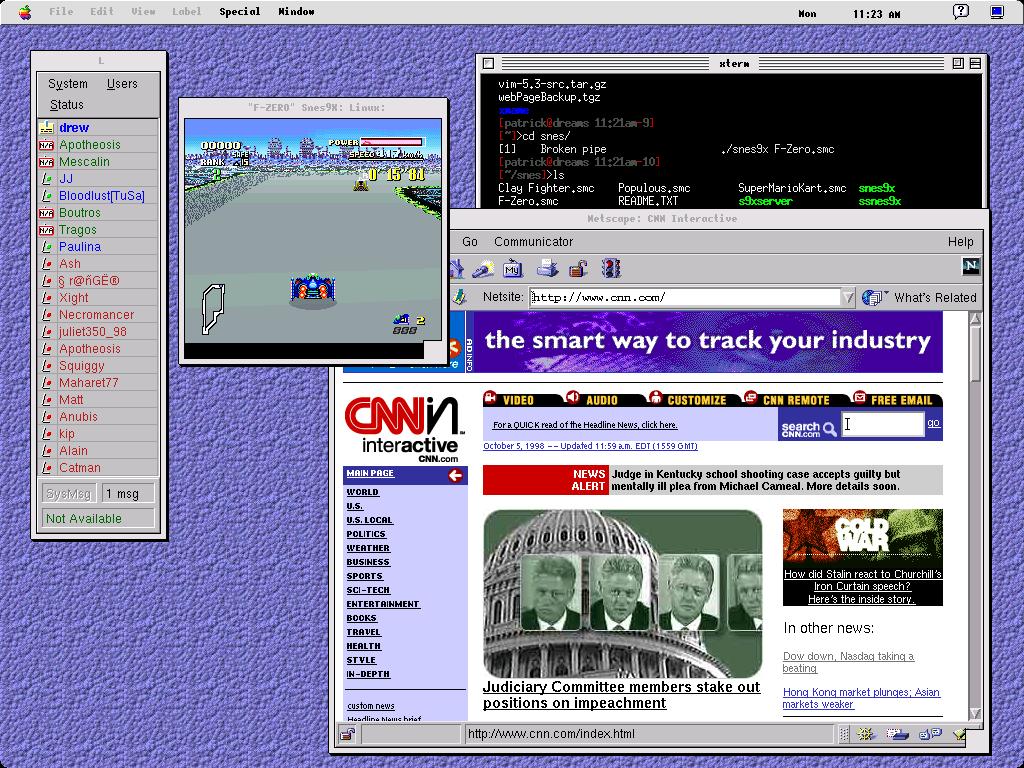 File Edit View Label Special Window
Mon 11:23 AM
L
System Users
Status
drew
N/A Apotheosis
N/A Mescalin
JJ
Bloodlust[TuSa]
N/A Boutros
N/A Tragos
Paulina
Ash
§ r@ñGË®
Xight
Necromancer
juliet350_98
Apotheosis
Squiggy
Maharet77
Matt
Anubis
kip
Alain
Catman
SysMsg 1 msg
Not Available
"F-ZERO" Snes9X: Linux:
00000 POWER
SAFE 15
RANK
2
0'15"84
2
xterm
vim-5.3-src.tar.gz
webPageBackup.tgz
[patrick@dreams 11:21am-9]
[~]>cd snes/
[1] Broken pipe ./snes9x F-Zero.smc
[patrick@dreams 11:21am-10]
[~/snes]>ls
Clay Fighter.smc Populous.smc SuperMarioKart.smc snes9x
F-Zero.smc README.TXT s9xserver ssnes9x
Netscape: CNN Interactive
Go Communicator Help
My
N
Netsite: http://www.cnn.com/ What's Related
AD INFO
the smart way to track your industry
VIDEO AUDIO CUSTOMIZE CNN REMOTE FREE EMAIL
CNNin
interactive
CNN.com
For a QUICK read of the Headline News, click here.
search
CNN.com
go
October 5, 1998 -- Updated 11:59 a.m. EDT (1559 GMT)
NEWS
ALERT
Judge in Kentucky school shooting case accepts guilty but
mentally ill plea from Michael Carneal. More details soon.
MAIN PAGE
WORLD
U.S.
U.S. LOCAL
POLITICS
WEATHER
BUSINESS
SPORTS
SCI-TECH
ENTERTAINMENT
BOOKS
TRAVEL
HEALTH
STYLE
IN-DEPTH
custom news
Headline News brief
Judiciary Committee members stake out
positions on impeachment
COLD
WAR
How did Stalin react to Churchill's
Iron Curtain speech?
Here's the inside story.
In other news:
Dow down, Nasdaq taking a
beating
Hong Kong market plunges; Asian
markets weaker
http://www.cnn.com/index.html